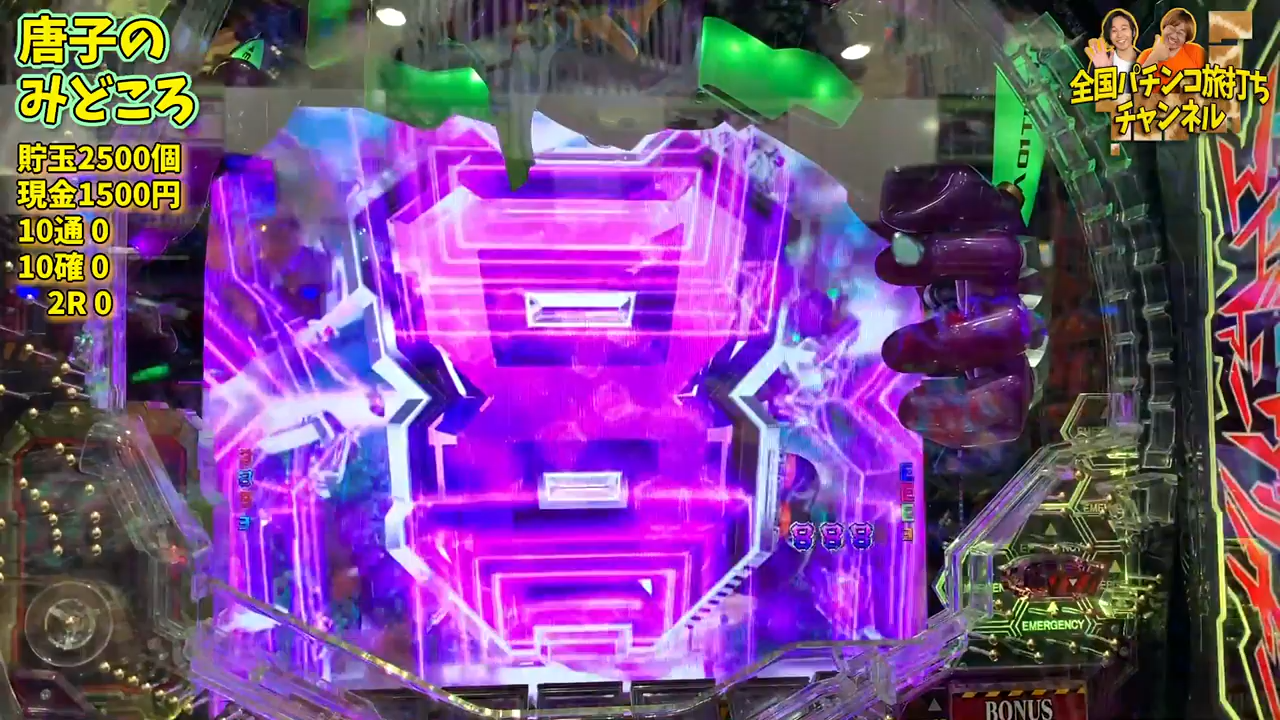 唐子の
みどころ
貯玉2500個
現金1500円
10通 0
10確 0
2R 0
全国パチンコ旅打ち
チャンネル
888
EMERGENCY
BONUS